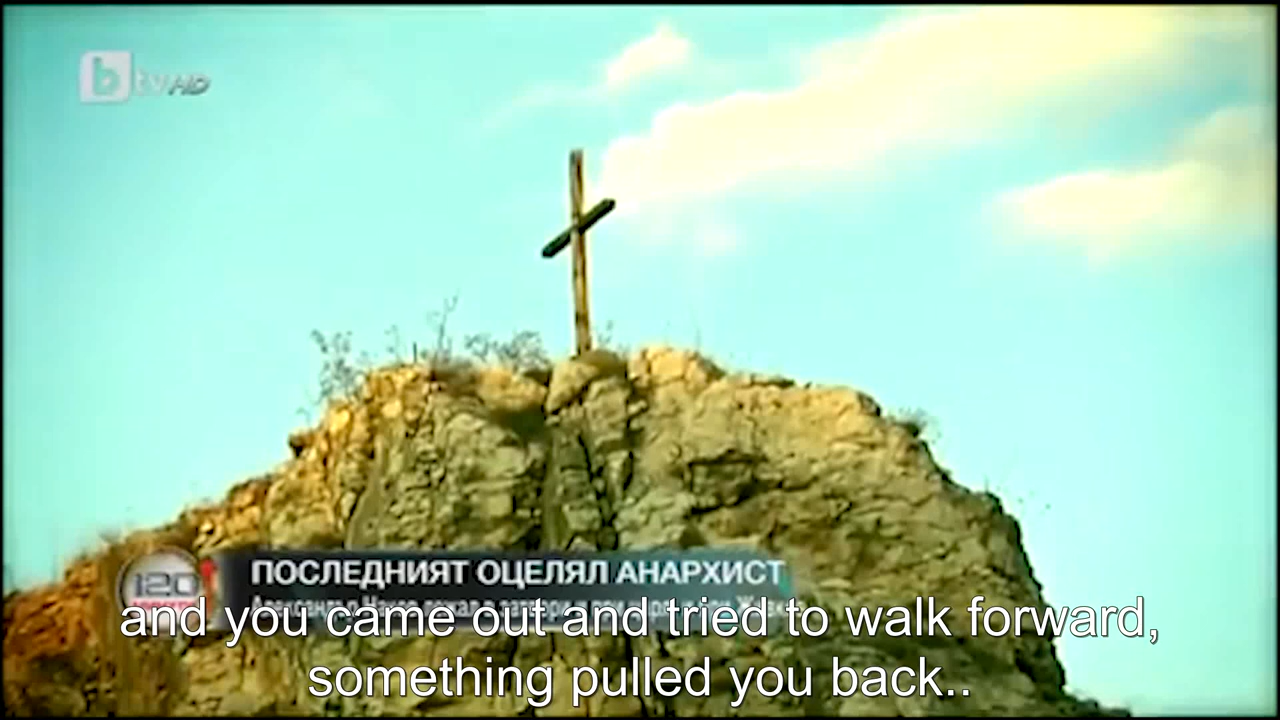 btv HD
120
ПОСЛЕДНИЯТ ОЦЕЛЯЛ АНАРХИСТ
and you came out and tried to walk forward,
something pulled you back..